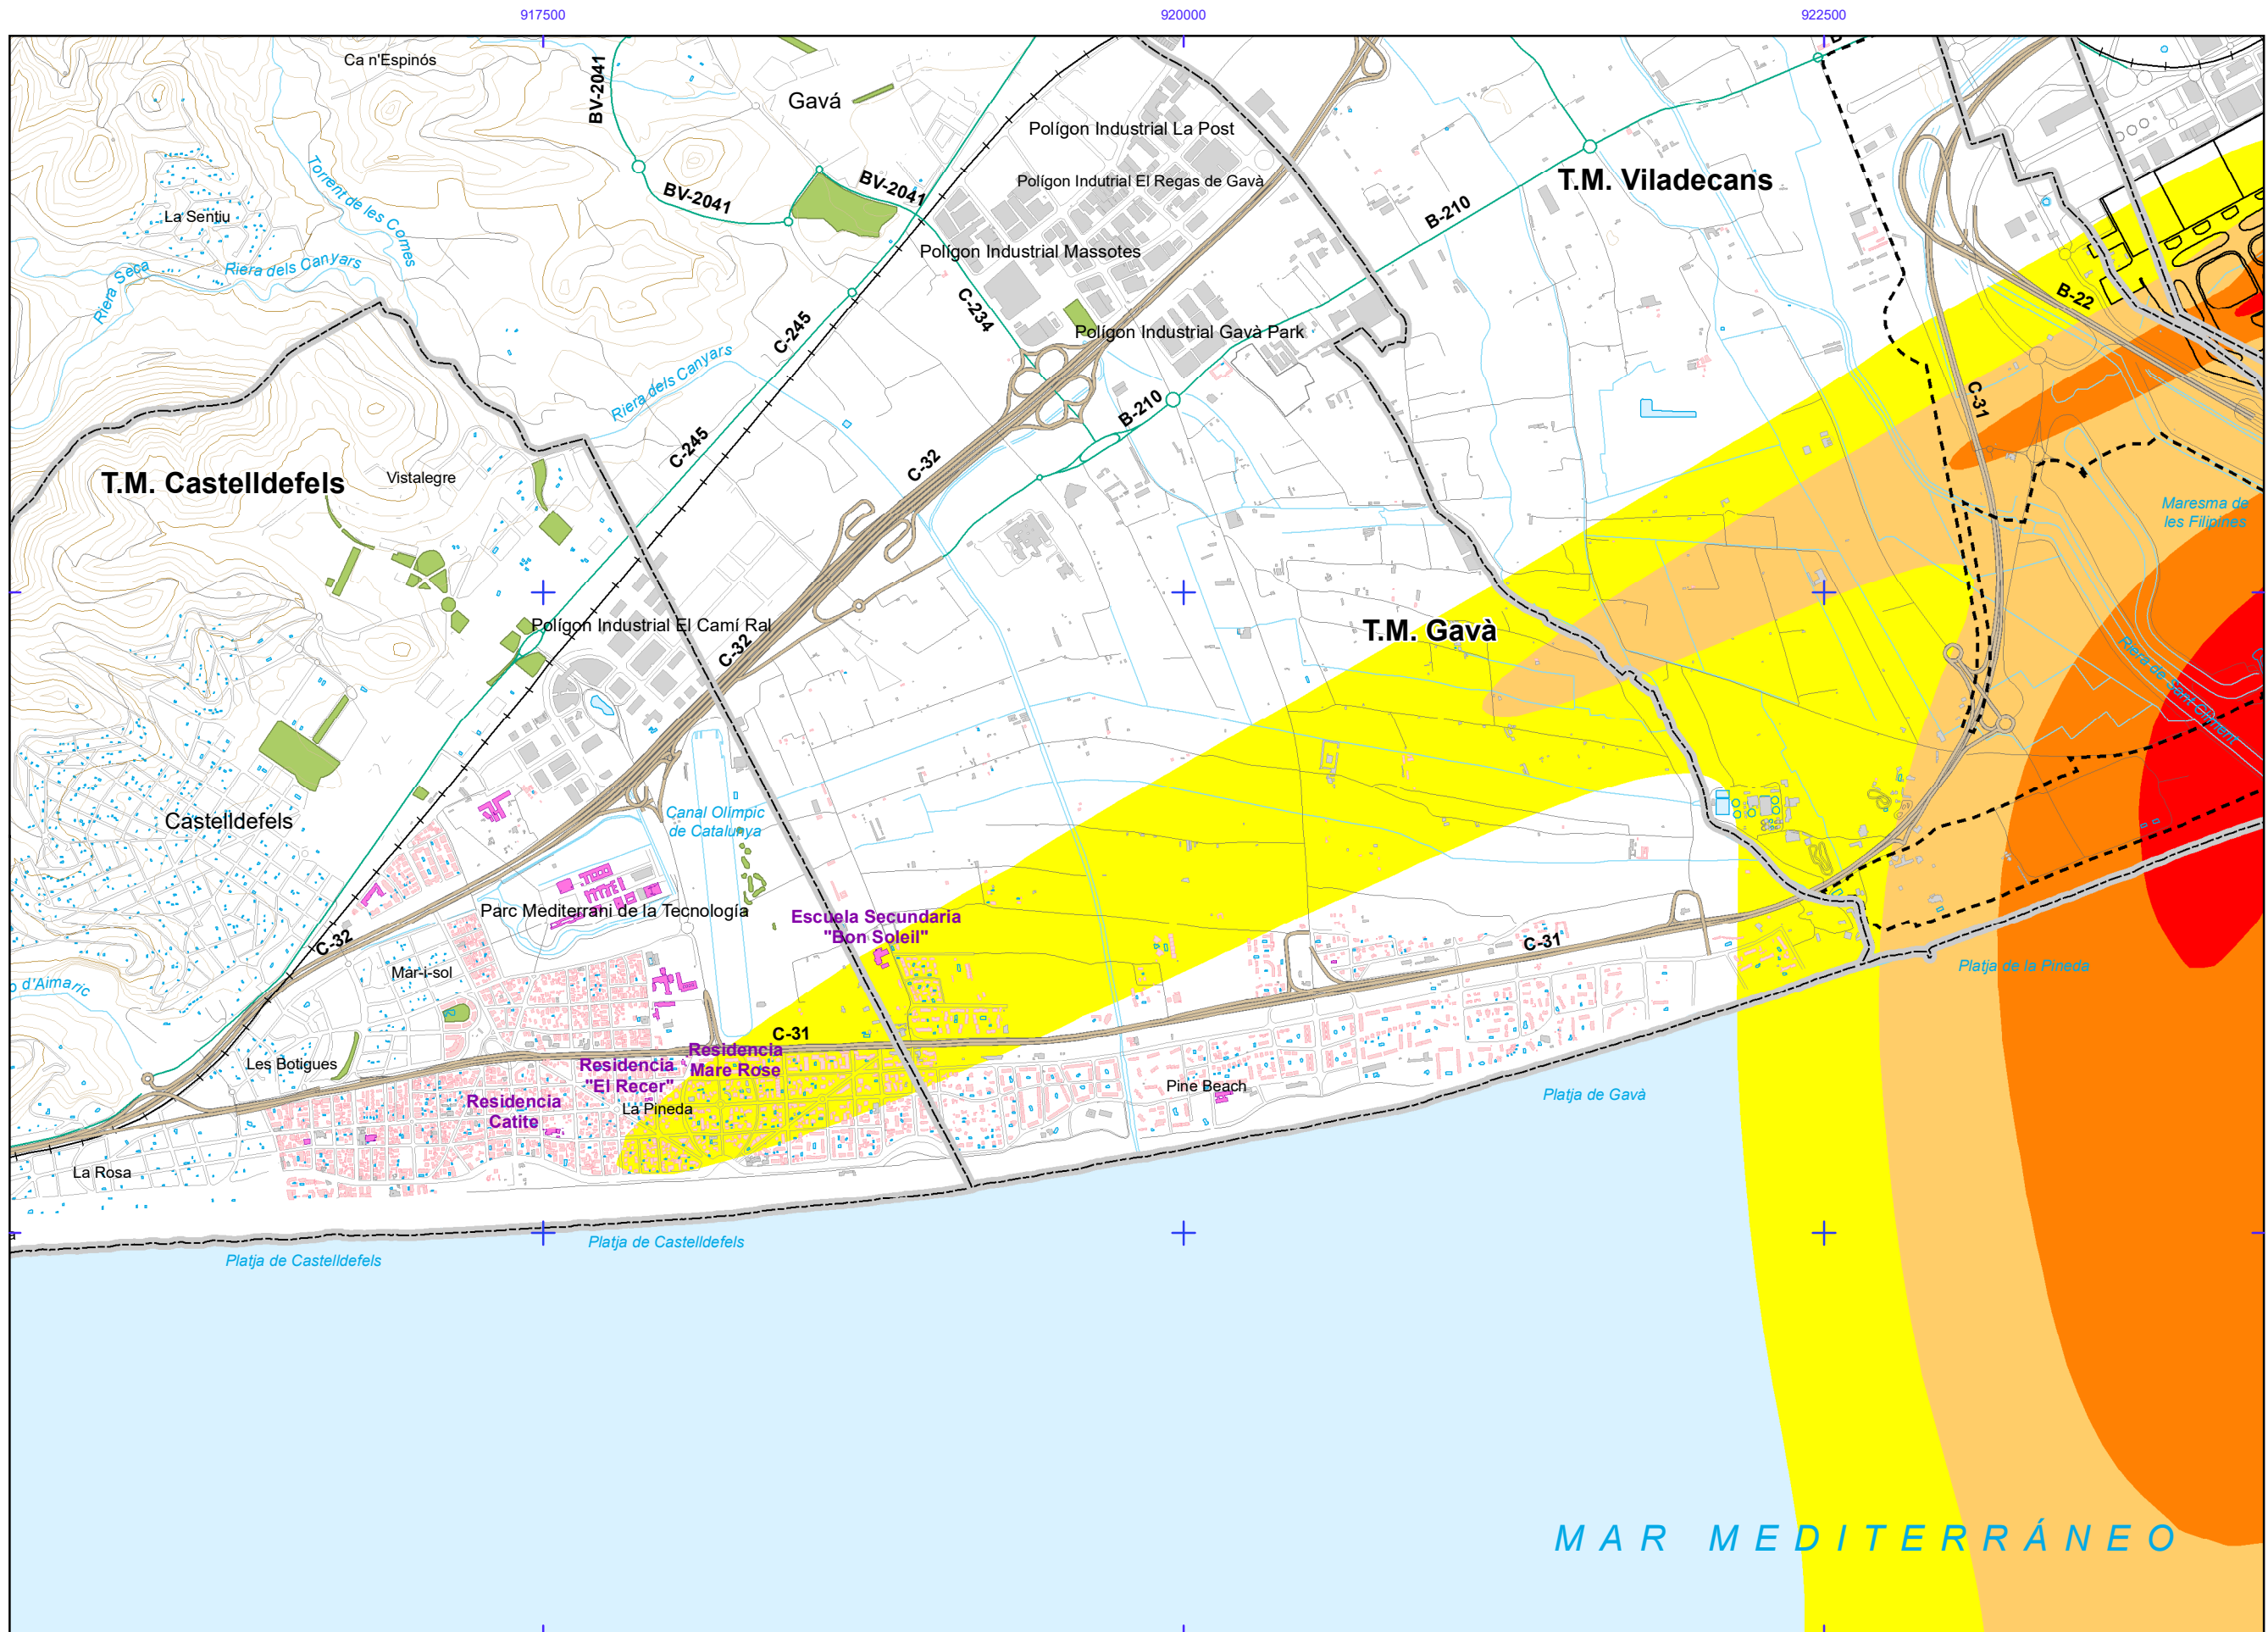 917500
920000
922500
Ca n'Espinós
BV-2041
Gavá
Polígon Industrial La Post
Polígon Indutrial El Regas de Gavà
T.M. Viladecans
Torrent de les Comes
La Sentiu
BV-2041
BV-2041
B-210
Polígon Industrial Massotes
Riera Seca
Riera dels Canyars
C-234
B-22
C-245
Polígon Industrial Gavà Park
Riera dels Canyars
C-31
B-210
C-245
C-32
T.M. Castelldefels
Vistalegre
Maresma de
les Filipines
Polígon Industrial El Camí Ral
T.M. Gavà
C-32
Riera de Sant Climent
Castelldefels
Canal Olímpic
de Catalunya
Parc Mediterrani de la Tecnología
Escuela Secundaria
"Bon Soleil"
C-32
C-31
Mar-i-sol
d'Aimaric
Platja de la Pineda
C-31
Residencia
Mare Rose
Les Botigues
Residencia
"El Recer"
Pine Beach
Platja de Gavà
Residencia
Catite
La Pineda
La Rosa
Platja de Castelldefels
Platja de Castelldefels
MAR MEDITERRÁNEO